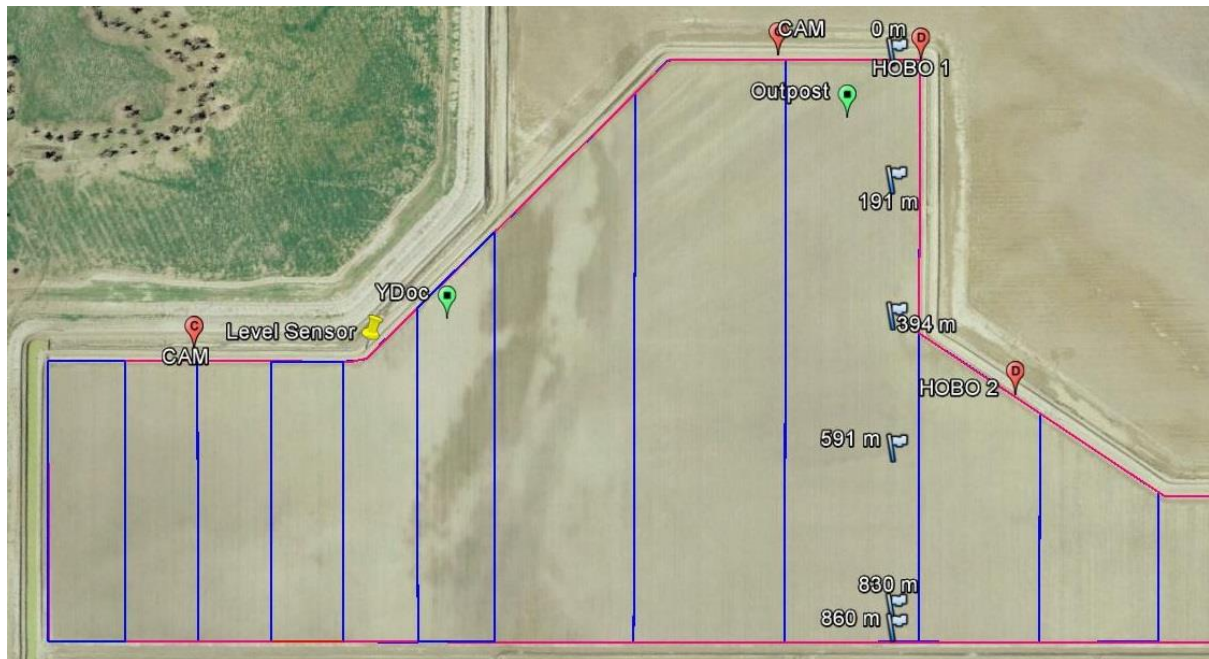 CAM
0 m
D
HOBO 1
Outpost
191 m
YDoc
Level Sensor
C
CAM
394 m
D
HOBO 2
591 m
830 m
860 m